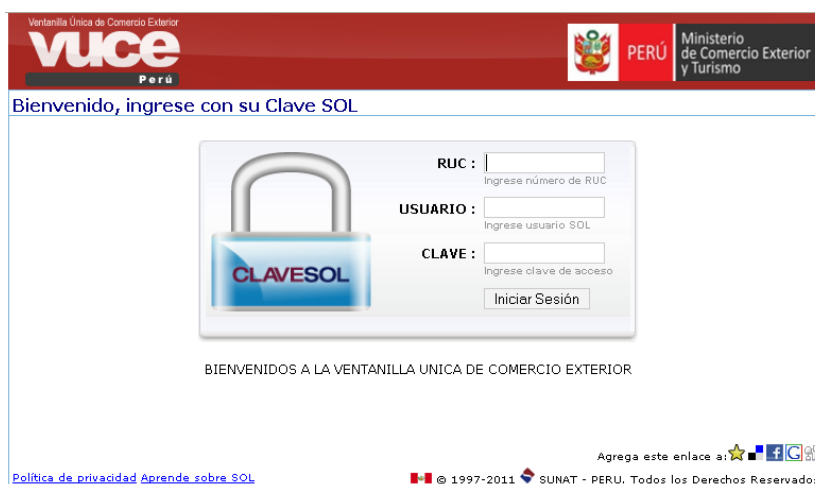 Ventanilla Única de Comercio Exterior
vuce
Perú
PERÚ
Ministerio
de Comercio Exterior
y Turismo
Bienvenido, ingrese con su Clave SOL
CLAVESOL
RUC :
Ingrese número de RUC
USUARIO :
Ingrese usuario SOL
CLAVE :
Ingrese clave de acceso
Iniciar Sesión
BIENVENIDOS A LA VENTANILLA UNICA DE COMERCIO EXTERIOR
Agrega este enlace a:
Política de privacidad Aprende sobre SOL
© 1997-2011 SUNAT - PERU. Todos los Derechos Reservados